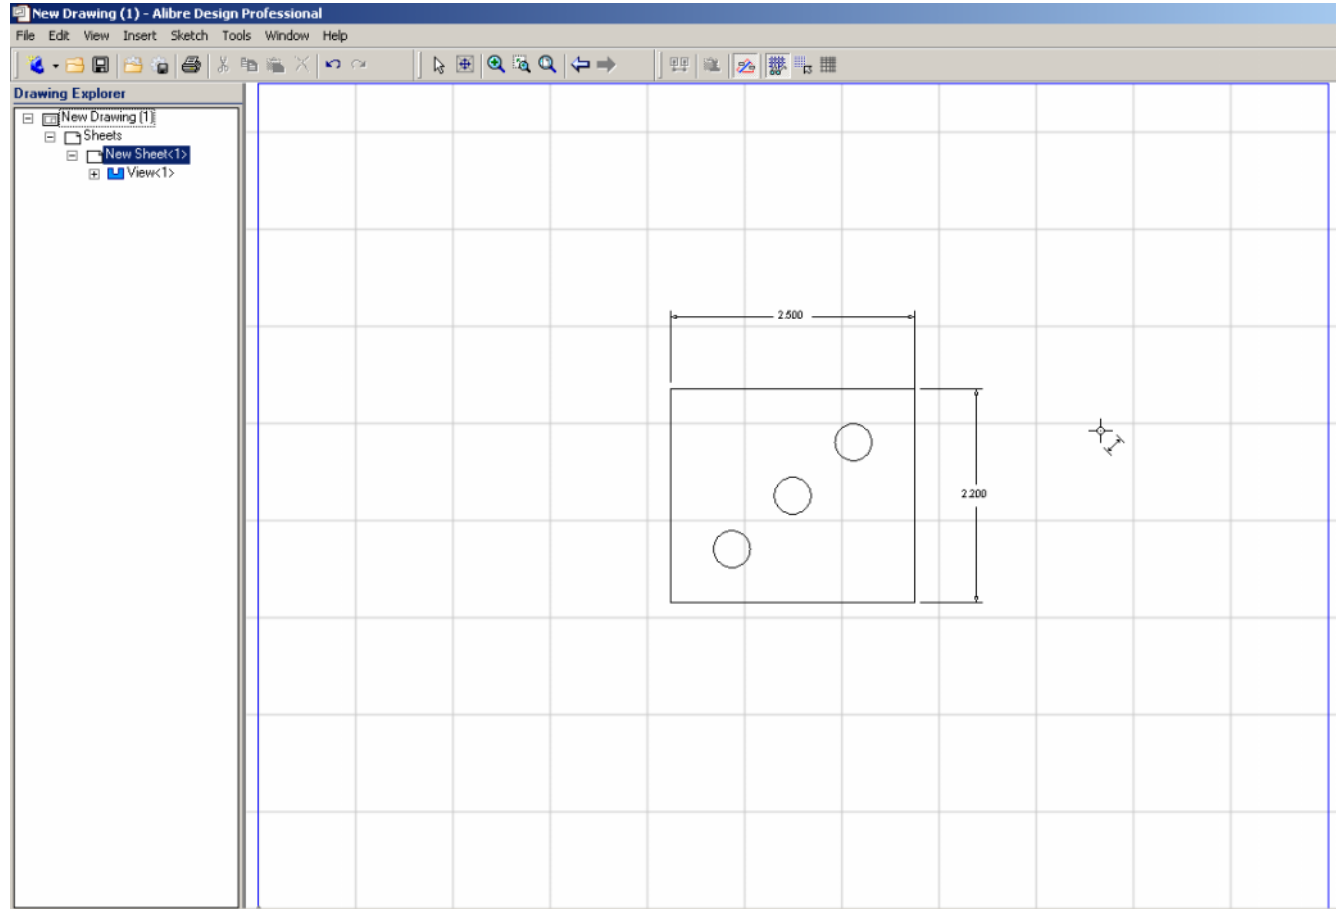 New Drawing (1) - Alibre Design Professional
File Edit View Insert Sketch Tools Window Help
Drawing Explorer
New Drawing (1)
Sheets
New Sheet<1>
View<1>
2.500
2.200